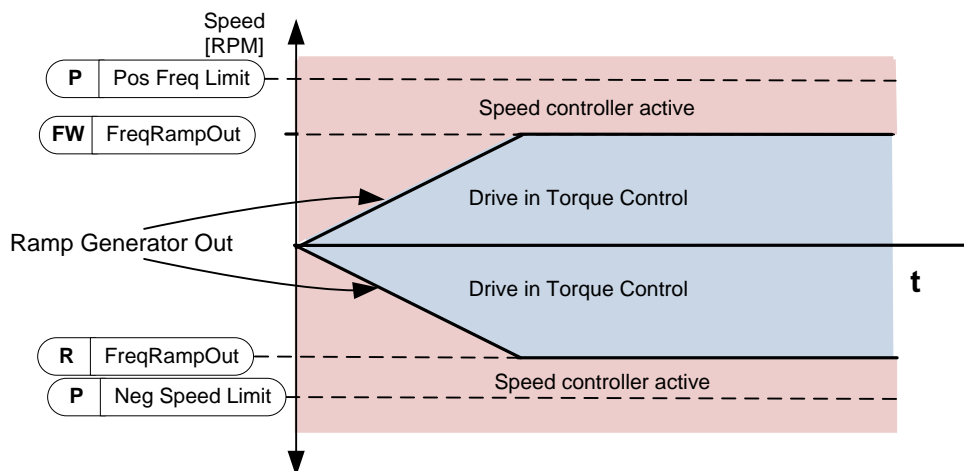 Speed
[RPM]
P Pos Freq Limit
Speed controller active
FW FreqRampOut
Drive in Torque Control
Ramp Generator Out
t
Drive in Torque Control
R FreqRampOut
Speed controller active
P Neg Speed Limit